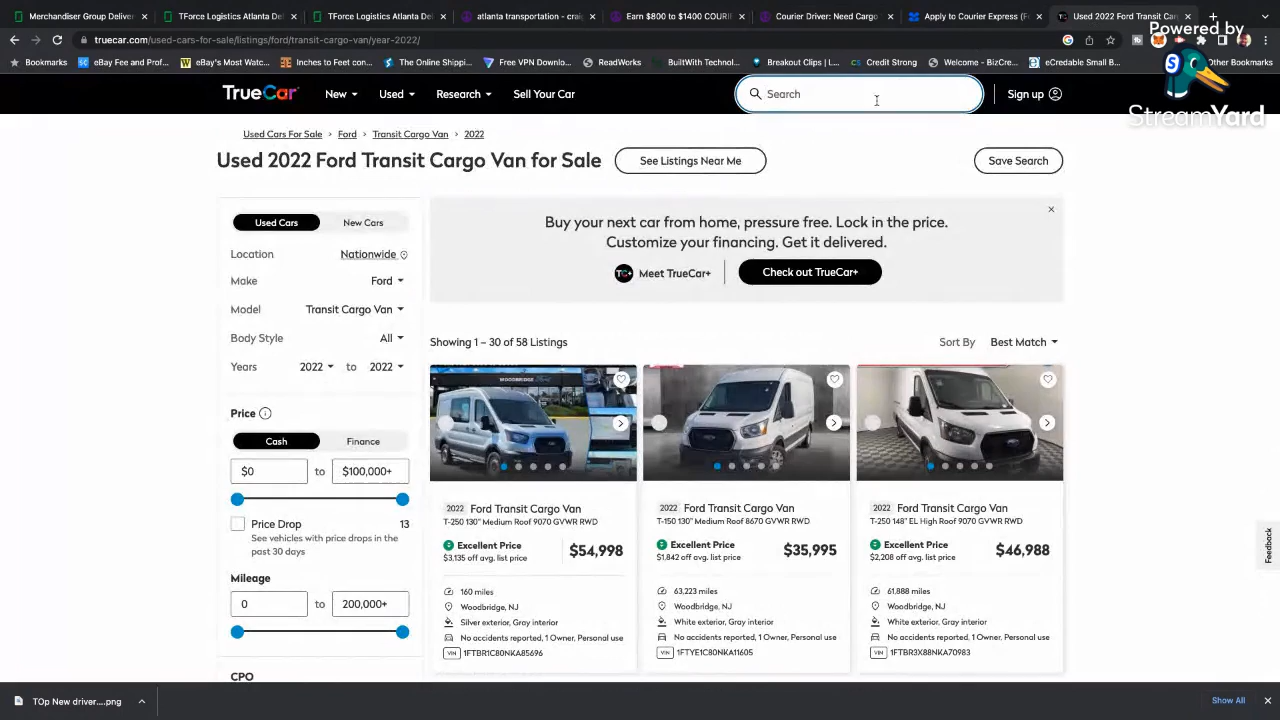 Merchandiser Group Deliver
TForce Logistics Atlanta Deliv
TForce Logistics Atlanta Del
atlanta transportation - craig
Earn $800 to $1400 COURI
Courier Driver: Need Cargo
Apply to Courier Express (F
Used 2022 Ford Transit Car
truecar.com/used-cars-for-sale/listings/ford/transit-cargo-van/year-2022/
Powered by
StreamYard
Bookmarks
eBay Fee and Prof...
eBay's Most Watc...
Inches to Feet con...
The Online Shippi...
Free VPN Downlo...
ReadWorks
BuiltWith Technol...
Breakout Clips | L...
Credit Strong
Welcome - BizCre...
eCredable Small B...
Other Bookmarks
TrueCar
New
Used
Research
Sell Your Car
Search
Sign up
Used Cars For Sale > Ford > Transit Cargo Van > 2022
Used 2022 Ford Transit Cargo Van for Sale
See Listings Near Me
Save Search
Used Cars
New Cars
Location
Nationwide
Make
Ford
Model
Transit Cargo Van
Body Style
All
Years
2022 to 2022
Price
Cash
Finance
$0 to $100,000+
Price Drop
13
See vehicles with price drops in the
past 30 days
Mileage
0 to 200,000+
CPO
Buy your next car from home, pressure free. Lock in the price.
Customize your financing. Get it delivered.
TC+ Meet TrueCar+
Check out TrueCar+
Showing 1 – 30 of 58 Listings
Sort By
Best Match
WOODBRIDGE
2022 Ford Transit Cargo Van
T-250 130" Medium Roof 9070 GVWR RWD
Excellent Price
$3,135 off avg. list price
$54,998
160 miles
Woodbridge, NJ
Silver exterior, Gray interior
No accidents reported, 1 Owner, Personal use
VIN 1FTBR1C80NKA85696
2022 Ford Transit Cargo Van
T-150 130" Medium Roof 8670 GVWR RWD
Excellent Price
$1,842 off avg. list price
$35,995
63,223 miles
Woodbridge, NJ
White exterior, Gray interior
No accidents reported, 1 Owner, Personal use
VIN 1FTYE1C80NKA11605
2022 Ford Transit Cargo Van
T-250 148" EL High Roof 9070 GVWR RWD
Excellent Price
$2,208 off avg. list price
$46,988
61,888 miles
Woodbridge, NJ
White exterior, Gray interior
No accidents reported, 1 Owner, Personal use
VIN 1FTBR3X88NKA70983
Feedback
TOp New driver....png
Show All